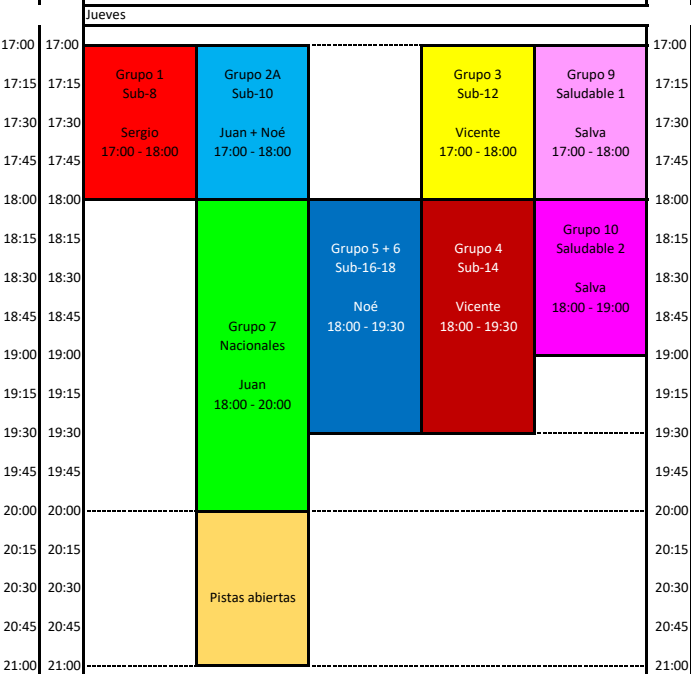 Jueves
17:00 17:00 17:00
17:15 17:15 17:15
17:30 17:30 17:30
17:45 17:45 17:45
18:00 18:00 18:00
18:15 18:15 18:15
18:30 18:30 18:30
18:45 18:45 18:45
19:00 19:00 19:00
19:15 19:15 19:15
19:30 19:30 19:30
19:45 19:45 19:45
20:00 20:00 20:00
20:15 20:15 20:15
20:30 20:30 20:30
20:45 20:45 20:45
21:00 21:00 21:00
Grupo 1
Sub-8
Sergio
17:00 - 18:00
Grupo 2A
Sub-10
Juan + Noé
17:00 - 18:00
Grupo 3
Sub-12
Vicente
17:00 - 18:00
Grupo 9
Saludable 1
Salva
17:00 - 18:00
Grupo 7
Nacionales
Juan
18:00 - 20:00
Grupo 5 + 6
Sub-16-18
Noé
18:00 - 19:30
Grupo 4
Sub-14
Vicente
18:00 - 19:30
Grupo 10
Saludable 2
Salva
18:00 - 19:00
Pistas abiertas